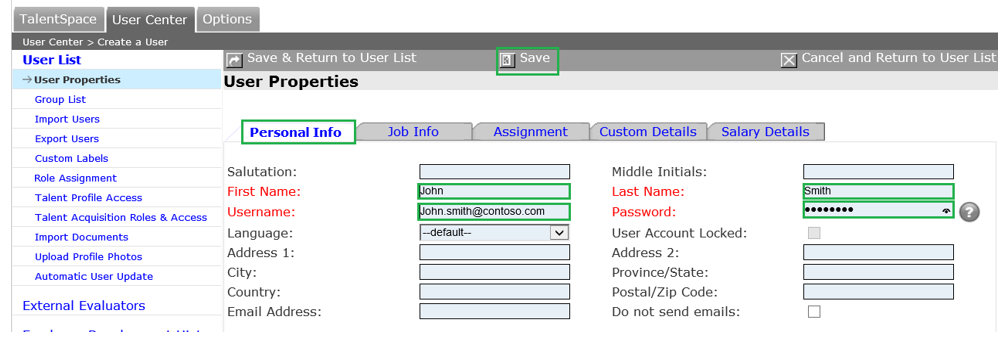 TalentSpace User Center Options
User Center > Create a User
User List
Save & Return to User List Save Cancel and Return to User List
→User Properties
User Properties
Group List
Import Users
Export Users
Custom Labels
Role Assignment
Talent Profile Access
Talent Acquisition Roles & Access
Import Documents
Upload Profile Photos
Automatic User Update
External Evaluators
Personal Info Job Info Assignment Custom Details Salary Details
Salutation: Middle Initials:
First Name: John Last Name: Smith
Username: John.smith@contoso.com Password: ●●●●●●●● ?
Language: --default-- User Account Locked:
Address 1: Address 2:
City: Province/State:
Country: Postal/Zip Code:
Email Address: Do not send emails: